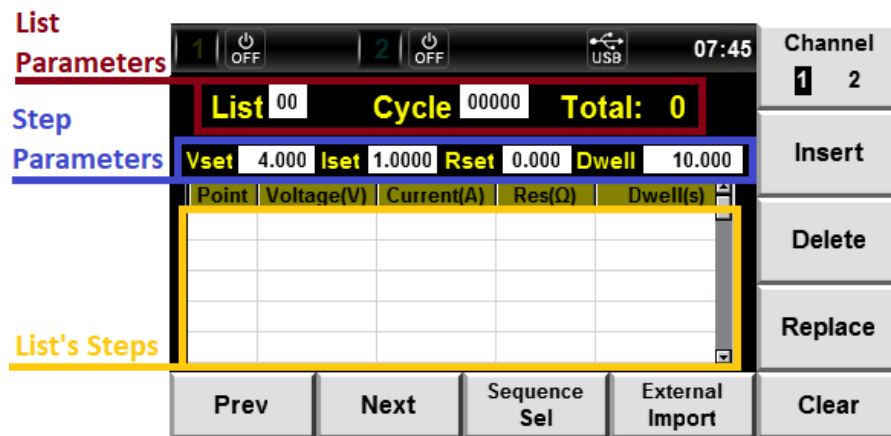 List
Parameters
1 OFF 2 OFF USB 07:45
Channel
1 2
List 00 Cycle 00000 Total: 0
Step
Parameters
Vset 4.000 Iset 1.0000 Rset 0.000 Dwell 10.000
Insert
Point Voltage(V) Current(A) Res(Ω) Dwell(s)
Delete
Replace
List's Steps
Prev Next Sequence Sel External Import Clear